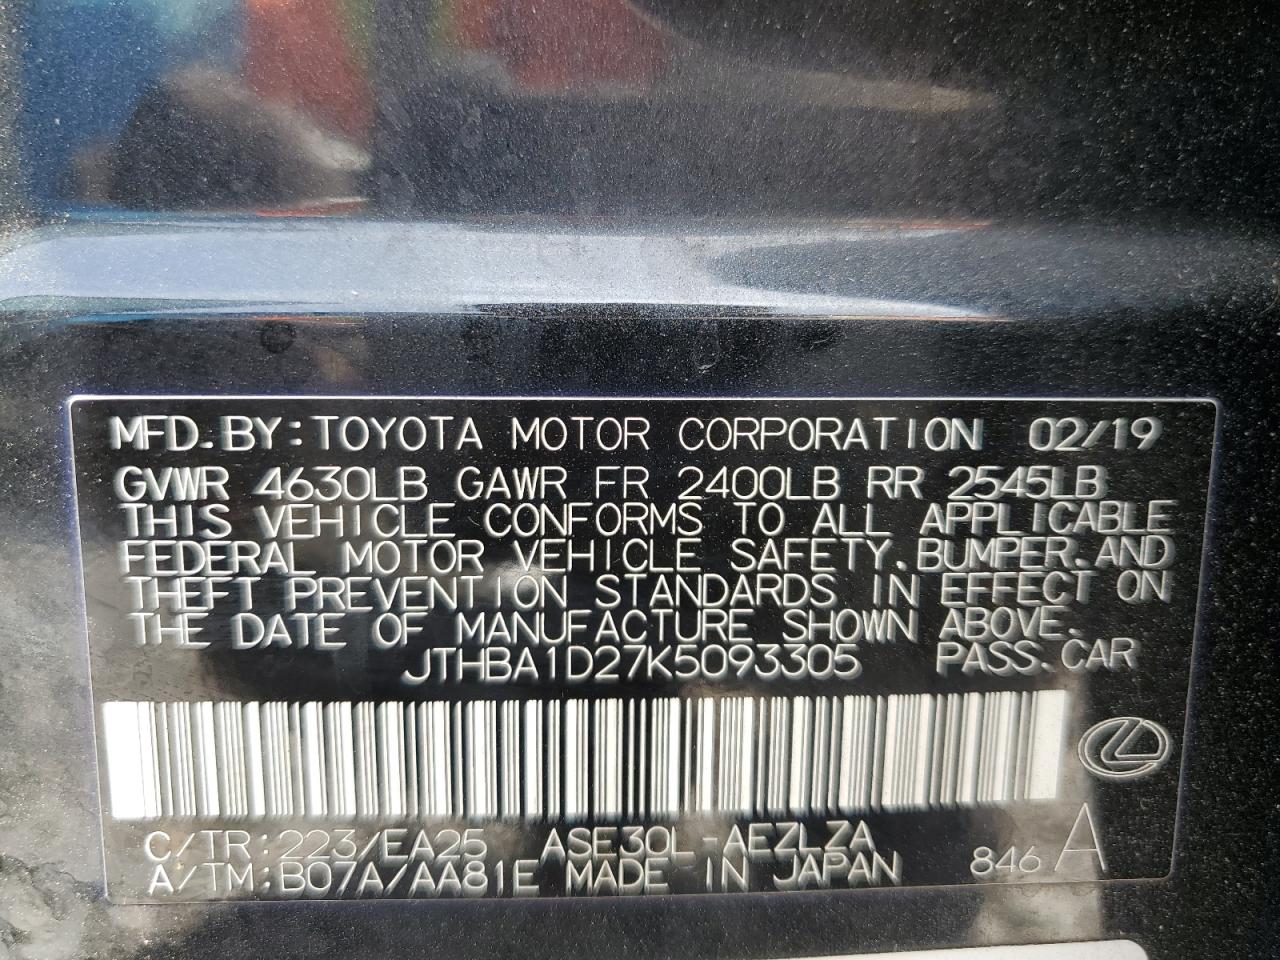 MFD.BY:TOYOTA MOTOR CORPORATION 02/19
GVWR 4630LB GAWR FR 2400LB RR 2545LB
THIS VEHICLE CONFORMS TO ALL APPLICABLE
FEDERAL MOTOR VEHICLE SAFETY.BUMPER.AND
THEFT PREVENTION STANDARDS IN EFFECT ON
THE DATE OF MANUFACTURE SHOWN ABOVE.
JTHBA1D27K5093305 PASS.CAR
C/TR:223/EA25 ASE30L-AEZLZA
A/TM:B07A/AA81E MADE IN JAPAN 846 A